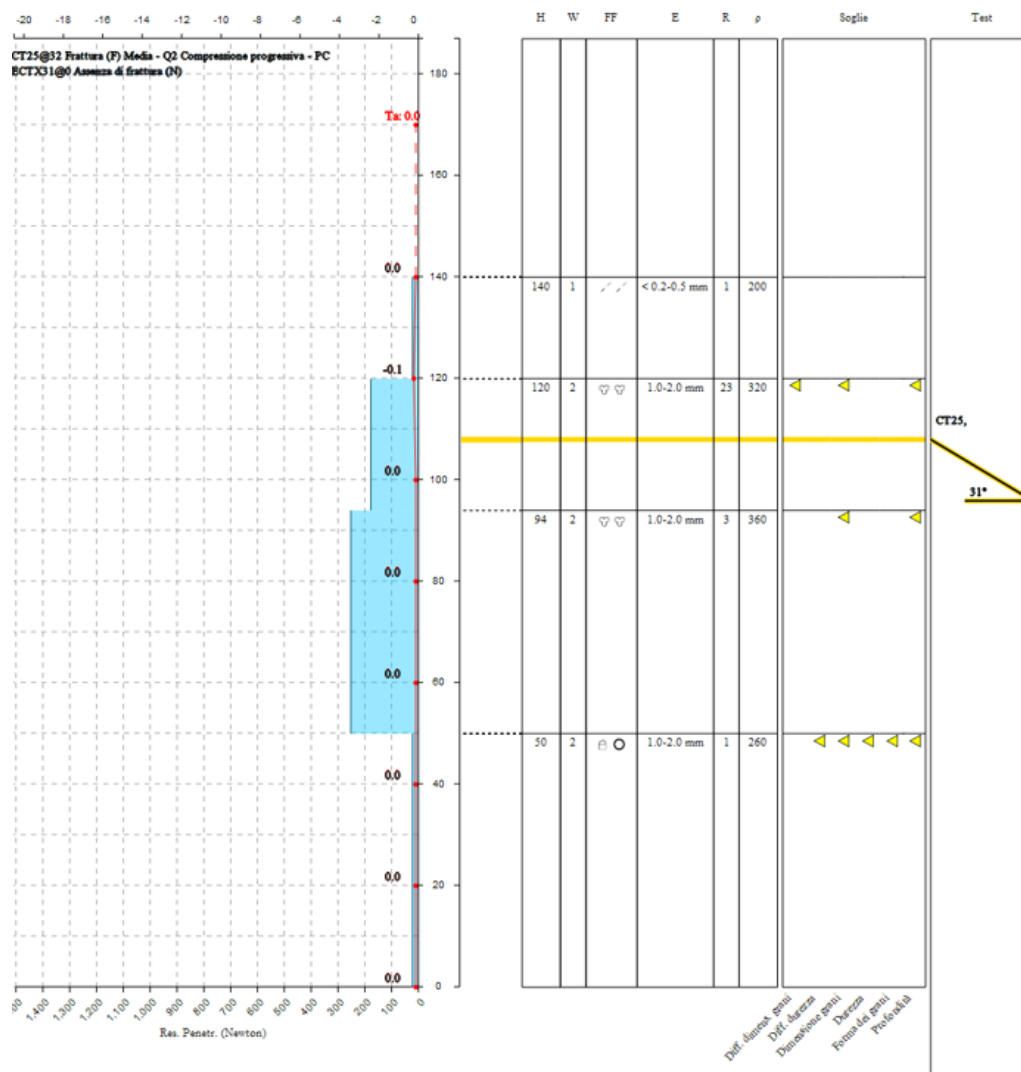 -20 -18 -16 -14 -12 -10 -8 -6 -4 -2 0 H W FF E R ρ Soglie Test
CT25@32 Frattura (F) Media - Q2 Compressione progressiva - PC
ECTX31@0 Assenza di frattura (N)
180
Ta: 0.0
160
0.0 140
140 1 < 0.2-0.5 mm 1 200
-0.1 120
120 2 1.0-2.0 mm 23 320
CT25,
0.0 100
31°
94 2 1.0-2.0 mm 3 360
0.0 80
0.0 60
50 2 1.0-2.0 mm 1 260
0.0 40
0.0 20
0.0 0
1,400 1,300 1,200 1,100 1,000 900 800 700 600 500 400 300 200 100 0
Res. Penetr. (Newton)
Diff. dimens. grani
Diff. durezza
Dimensione grani
Durezza
Forma dei grani
Profondità